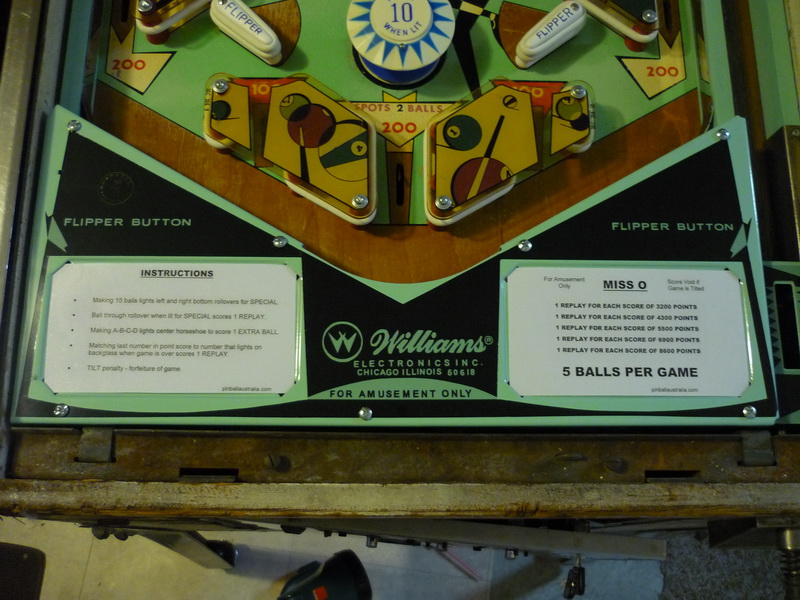 FLIPPER
10
WHEN LIT
FLIPPER
200
200
100
100
SPOTS 2 BALLS
200
4
FLIPPER BUTTON
FLIPPER BUTTON
INSTRUCTIONS
• Making 10 balls lights left and right bottom rollovers for SPECIAL
• Ball through rollover when lit for SPECIAL scores 1 REPLAY.
• Making A-B-C-D lights center horseshoe to score 1 EXTRA BALL
• Matching last number in point score to number that lights on
backglass when game is over scores 1 REPLAY.
• TILT penalty - forfeiture of game.
pinballaustralia.com
Williams®
ELECTRONICS INC.
CHICAGO ILLINOIS 60618
FOR AMUSEMENT ONLY
For Amusement
Only
MISS O
Score Void if
Game is Tilted
1 REPLAY FOR EACH SCORE OF 3200 POINTS
1 REPLAY FOR EACH SCORE OF 4300 POINTS
1 REPLAY FOR EACH SCORE OF 5500 POINTS
1 REPLAY FOR EACH SCORE OF 6900 POINTS
1 REPLAY FOR EACH SCORE OF 8600 POINTS
5 BALLS PER GAME
pinballaustralia.com